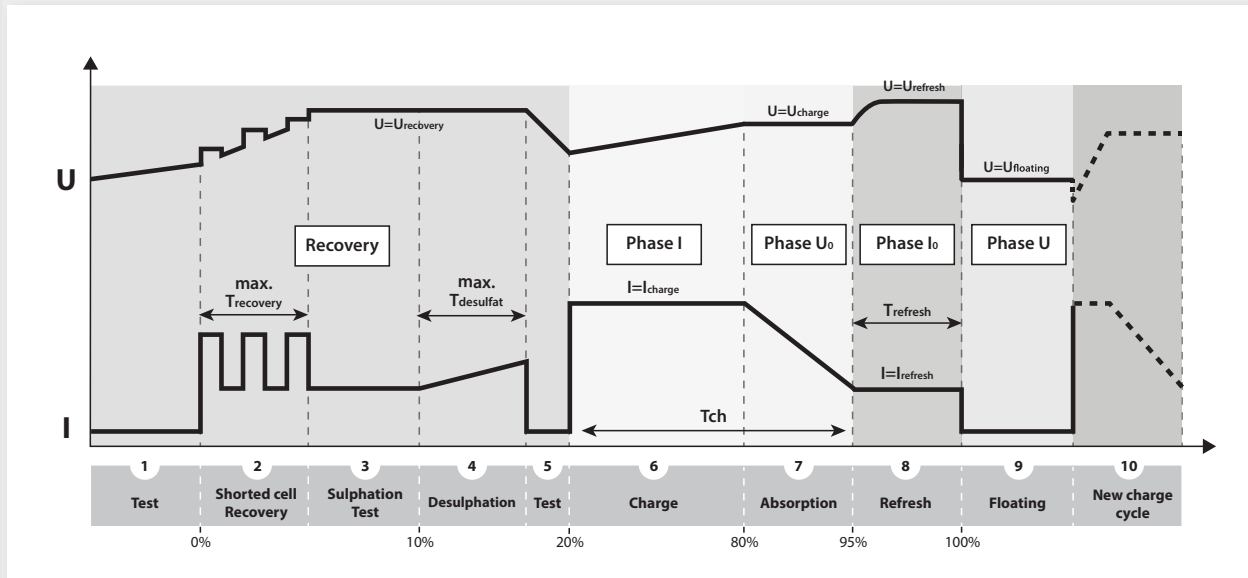 U=Urefresh
U=Ucharge
U=Urecovery
U=Ufloating
U
Recovery
Phase I
Phase U0
Phase I0
Phase U
max.
Trecovery
max.
Tdesulfat
I=Icharge
Trefresh
I=Irefresh
Tch
I
1
2
3
4
5
6
7
8
9
10
Test
Shorted cell
Recovery
Sulphation
Test
Desulphation
Test
Charge
Absorption
Refresh
Floating
New charge
cycle
0%
10%
20%
80%
95%
100%